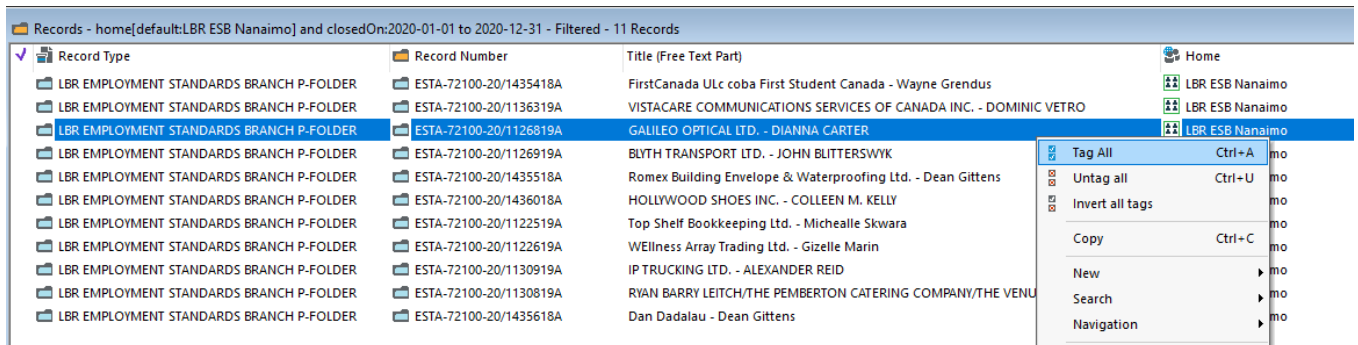 Records - home[default:LBR ESB Nanaimo] and closedOn:2020-01-01 to 2020-12-31 - Filtered - 11 Records
Record Type Record Number Title (Free Text Part) Home
LBR EMPLOYMENT STANDARDS BRANCH P-FOLDER ESTA-72100-20/1435418A FirstCanada ULc coba First Student Canada - Wayne Grendus LBR ESB Nanaimo
LBR EMPLOYMENT STANDARDS BRANCH P-FOLDER ESTA-72100-20/1136319A VISTACARE COMMUNICATIONS SERVICES OF CANADA INC. - DOMINIC VETRO LBR ESB Nanaimo
LBR EMPLOYMENT STANDARDS BRANCH P-FOLDER ESTA-72100-20/1126819A GALILEO OPTICAL LTD. - DIANNA CARTER LBR ESB Nanaimo
LBR EMPLOYMENT STANDARDS BRANCH P-FOLDER ESTA-72100-20/1126919A BLYTH TRANSPORT LTD. - JOHN BLITTERSWYK Tag All Ctrl+A mo
LBR EMPLOYMENT STANDARDS BRANCH P-FOLDER ESTA-72100-20/1435518A Romex Building Envelope & Waterproofing Ltd. - Dean Gittens Untag all Ctrl+U mo
LBR EMPLOYMENT STANDARDS BRANCH P-FOLDER ESTA-72100-20/1436018A HOLLYWOOD SHOES INC. - COLLEEN M. KELLY Invert all tags mo
LBR EMPLOYMENT STANDARDS BRANCH P-FOLDER ESTA-72100-20/1122519A Top Shelf Bookkeeping Ltd. - Michealle Skwara mo
LBR EMPLOYMENT STANDARDS BRANCH P-FOLDER ESTA-72100-20/1122619A WEllness Array Trading Ltd. - Gizelle Marin Copy Ctrl+C mo
LBR EMPLOYMENT STANDARDS BRANCH P-FOLDER ESTA-72100-20/1130919A IP TRUCKING LTD. - ALEXANDER REID New mo
LBR EMPLOYMENT STANDARDS BRANCH P-FOLDER ESTA-72100-20/1130819A RYAN BARRY LEITCH/THE PEMBERTON CATERING COMPANY/THE VENU Search mo
LBR EMPLOYMENT STANDARDS BRANCH P-FOLDER ESTA-72100-20/1435618A Dan Dadalau - Dean Gittens Navigation mo